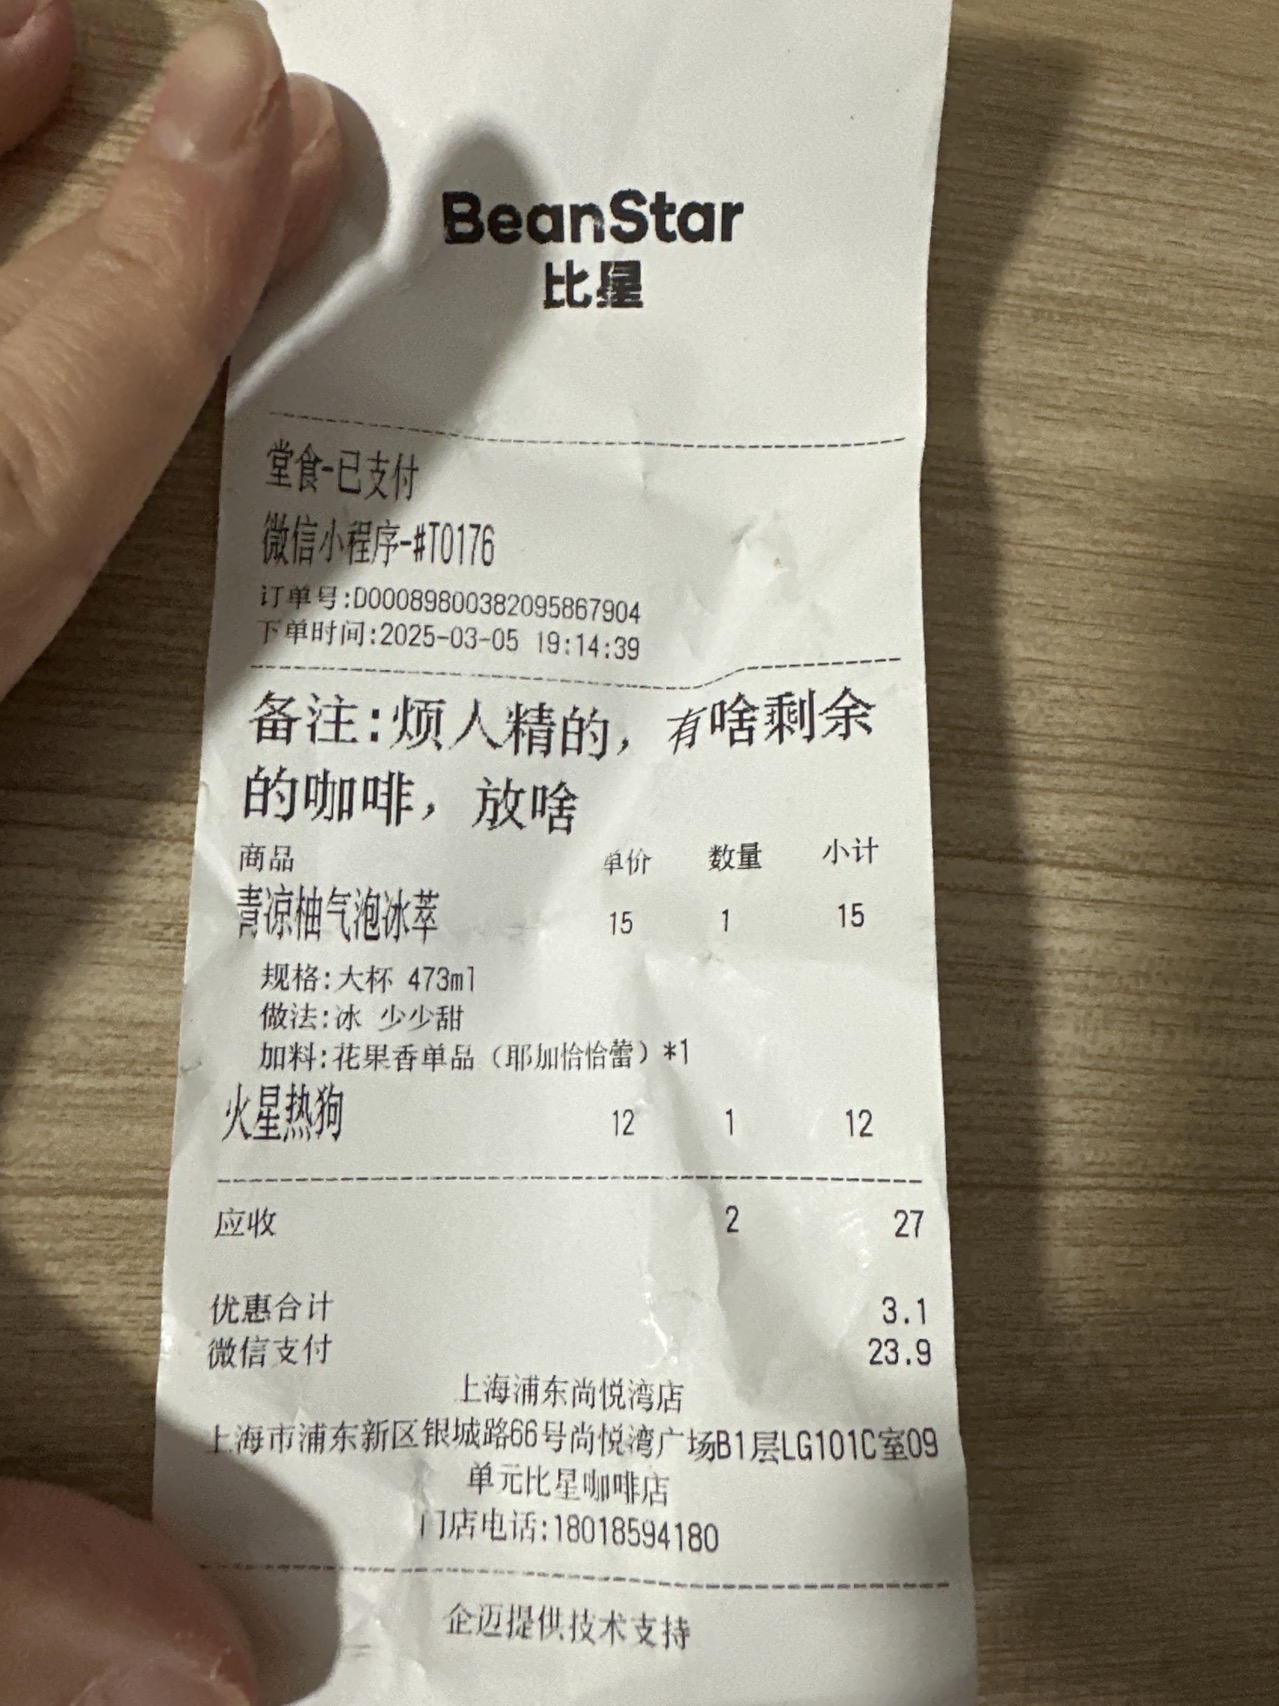 BeanStar
比星
堂食-已支付
微信小程序-#T0176
订单号:D00089800382095867904
下单时间:2025-03-05 19:14:39
备注:烦人精的，有啥剩余
的咖啡，放啥
商品 单价 数量 小计
青凉柚气泡冰萃 15 1 15
规格:大杯 473ml
做法:冰 少少甜
加料:花果香单品（耶加恰恰蕾）*1
火星热狗 12 1 12
应收 2 27
优惠合计 3.1
微信支付 23.9
上海浦东尚悦湾店
上海市浦东新区银城路66号尚悦湾广场B1层LG101C室09
单元比星咖啡店
门店电话:18018594180
企迈提供技术支持